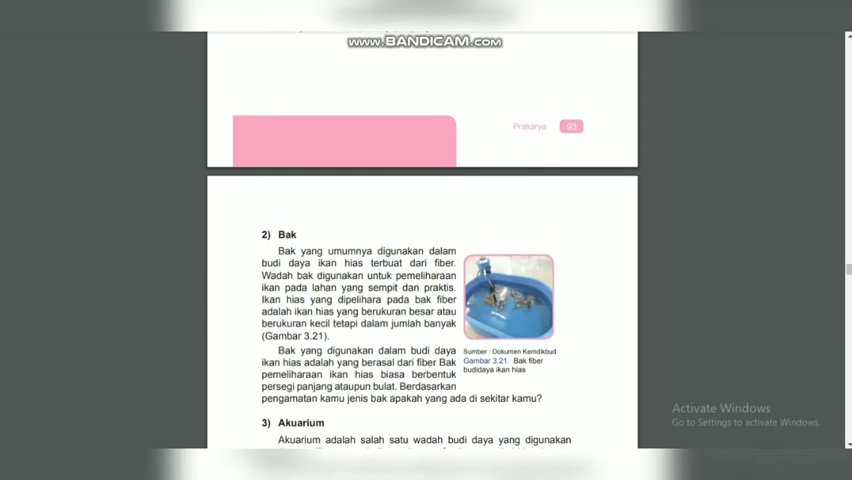 www.BANDICAM.com
Prakarya 93
2) Bak
Bak yang umumnya digunakan dalam
budi daya ikan hias terbuat dari fiber.
Wadah bak digunakan untuk pemeliharaan
ikan pada lahan yang sempit dan praktis.
Ikan hias yang dipelihara pada bak fiber
adalah ikan hias yang berukuran besar atau
berukuran kecil tetapi dalam jumlah banyak
(Gambar 3.21).
Sumber : Dokumen Kemdikbud
Gambar 3.21. Bak fiber
budidaya ikan hias
Bak yang digunakan dalam budi daya
ikan hias adalah yang berasal dari fiber Bak
pemeliharaan ikan hias biasa berbentuk
persegi panjang ataupun bulat. Berdasarkan
pengamatan kamu jenis bak apakah yang ada di sekitar kamu?
3) Akuarium
Akuarium adalah salah satu wadah budi daya yang digunakan
Activate Windows
Go to Settings to activate Windows.